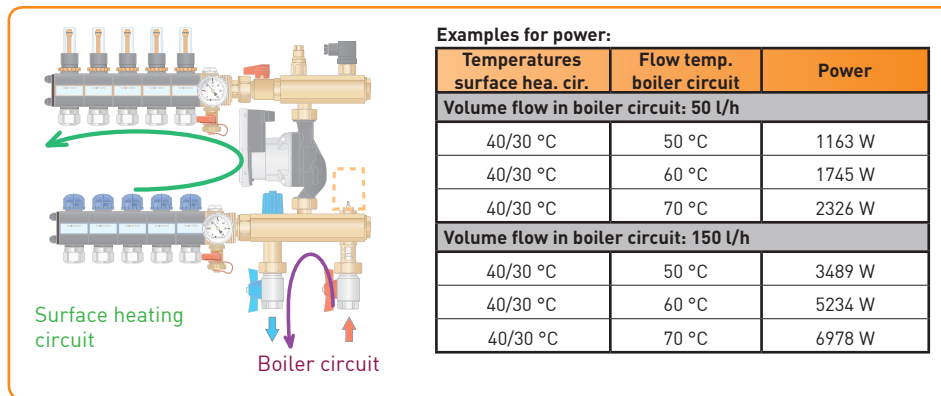 Examples for power:
Temperatures surface hea. cir. Flow temp. boiler circuit Power
Volume flow in boiler circuit: 50 l/h
40/30 °C 50 °C 1163 W
40/30 °C 60 °C 1745 W
40/30 °C 70 °C 2326 W
Volume flow in boiler circuit: 150 l/h
40/30 °C 50 °C 3489 W
40/30 °C 60 °C 5234 W
40/30 °C 70 °C 6978 W
Surface heating
circuit
Boiler circuit